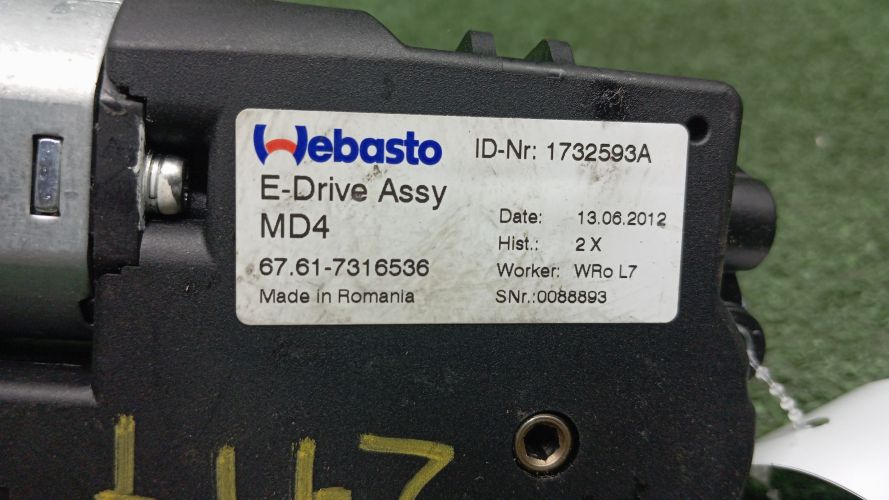 Webasto
ID-Nr: 1732593A
E-Drive Assy
MD4
67.61-7316536
Made in Romania
Date: 13.06.2012
Hist.: 2 X
Worker: WRo L7
SNr.:0088893